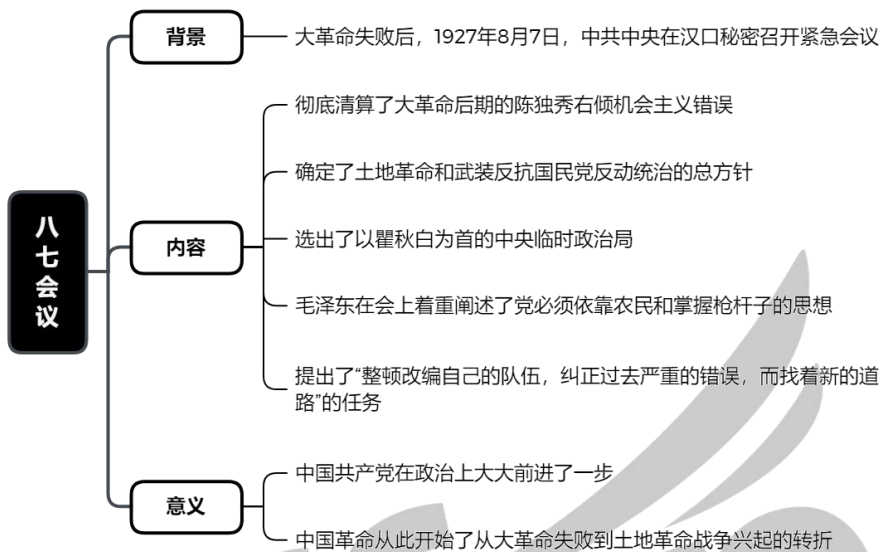 背景
大革命失败后，1927年8月7日，中共中央在汉口秘密召开紧急会议
彻底清算了大革命后期的陈独秀右倾机会主义错误
确定了土地革命和武装反抗国民党反动统治的总方针
八七会议
内容
选出了以瞿秋白为首的中央临时政治局
毛泽东在会上着重阐述了党必须依靠农民和掌握枪杆子的思想
提出了“整顿改编自己的队伍，纠正过去严重的错误，而找着新的道
路”的任务
意义
中国共产党在政治上大大前进了一步
中国革命从此开始了从大革命失败到土地革命战争兴起的转折